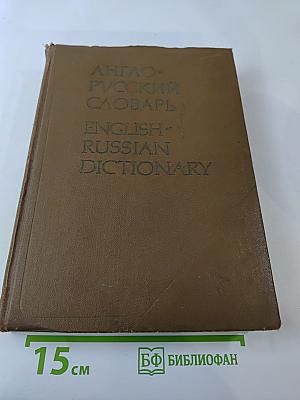 АНГЛО-
РУССКИЙ
СЛОВАРЬ
ENGLISH-
RUSSIAN
DICTIONARY
15 см
БФ БИБЛИОФАН